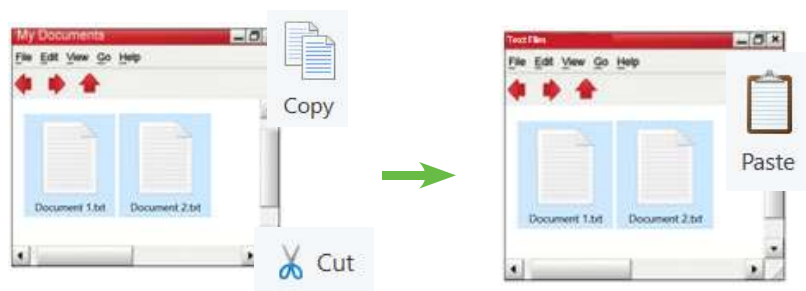 My Documents
File Edit View Go Help
Copy
Document 1.txt Document 2.txt
Cut
Text Files
File Edit View Go Help
Paste
Document 1.txt Document 2.txt